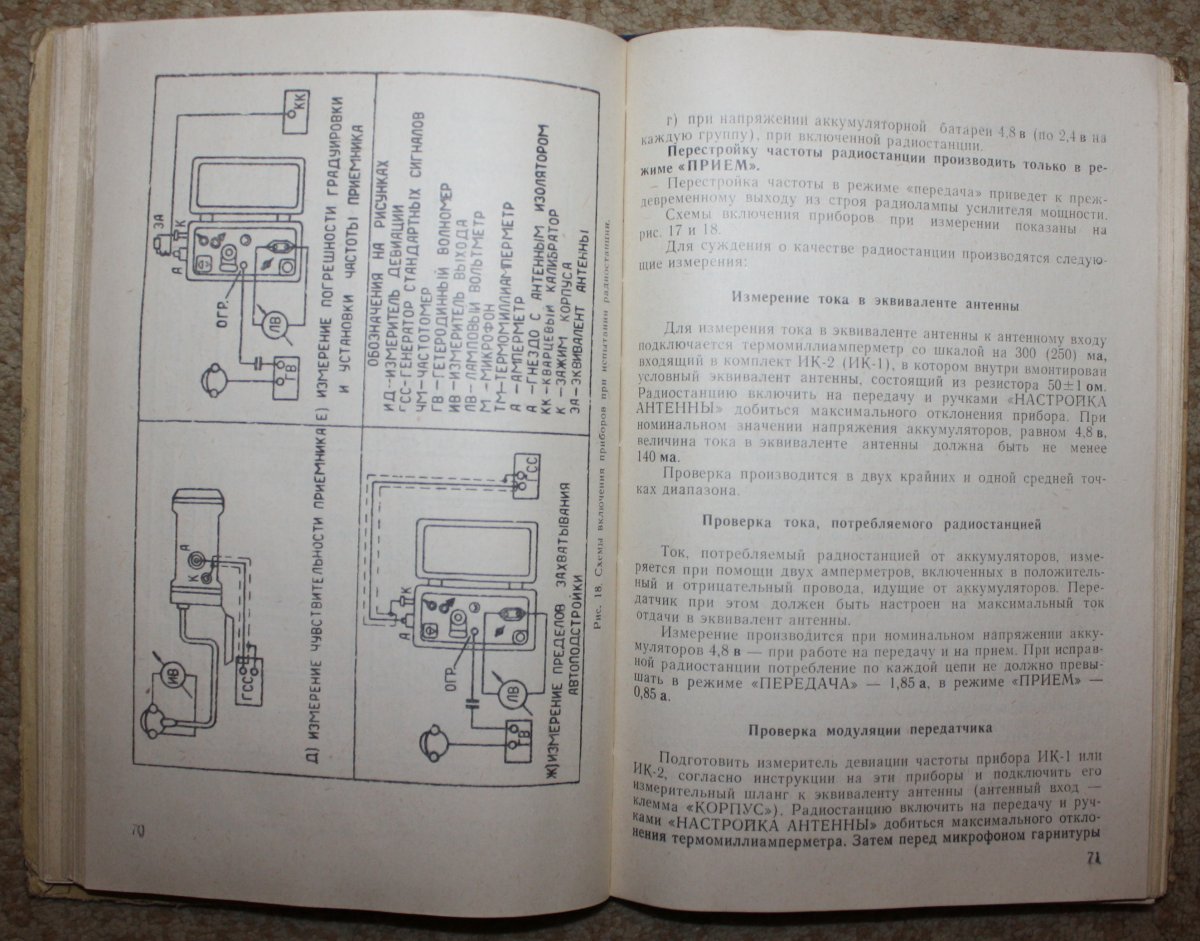 Д) ИЗМЕРЕНИЕ ЧУВСТВИТЕЛЬНОСТИ ПРИЕМНИКА
ИВ
ГСС
К
А
Е) ИЗМЕРЕНИЕ ПОГРЕШНОСТИ ГРАДУИРОВКИ
И УСТАНОВКИ ЧАСТОТЫ ПРИЕМНИКА
ГВ
ЛВ
ОГР.
А
К
ЭА
КК
Ж) ИЗМЕРЕНИЕ ПРЕДЕЛОВ ЗАХВАТЫВАНИЯ
АВТОПОДСТРОЙКИ
ГВ
ЛВ
ОГР.
А
К
ГСС
ОБОЗНАЧЕНИЯ НА РИСУНКАХ
ИД-ИЗМЕРИТЕЛЬ ДЕВИАЦИИ
ГСС-ГЕНЕРАТОР СТАНДАРТНЫХ СИГНАЛОВ
ЧМ-ЧАСТОТОМЕР
ГВ-ГЕТЕРОДИННЫЙ ВОЛНОМЕР
ИВ-ИЗМЕРИТЕЛЬ ВЫХОДА
ЛВ-ЛАМПОВЫЙ ВОЛЬТМЕТР
М-МИКРОФОН
ТМ-ТЕРМОМИЛЛИАМПЕРМЕТР
А-АМПЕРМЕТР
А-ГНЕЗДО С АНТЕННЫМ ИЗОЛЯТОРОМ
КК-КВАРЦЕВЫЙ КАЛИБРАТОР
К-ЗАЖИМ КОРПУСА
ЭА-ЭКВИВАЛЕНТ АНТЕННЫ
Рис. 18. Схемы включения приборов при испытании радиостанции.
70
г) при напряжении аккумуляторной батареи 4,8 в (по 2,4 в на
каждую группу), при включенной радиостанции.
Перестройку частоты радиостанции производить только в ре-
жиме «ПРИЕМ».
– Перестройка частоты в режиме «передача» приведет к преж-
девременному выходу из строя радиолампы усилителя мощности.
– Схемы включения приборов при измерении показаны на
рис. 17 и 18.
Для суждения о качестве радиостанции производятся следую-
щие измерения:
Измерение тока в эквиваленте антенны
Для измерения тока в эквиваленте антенны к антенному входу
подключается термомиллиамперметр со шкалой на 300 (250) ма,
входящий в комплект ИК-2 (ИК-1), в котором внутри вмонтирован
условный эквивалент антенны, состоящий из резистора 50±1 ом.
Радиостанцию включить на передачу и ручками «НАСТРОЙКА
АНТЕННЫ» добиться максимального отклонения прибора. При
номинальном значении напряжения аккумуляторов, равном 4,8 в,
величина тока в эквиваленте антенны должна быть не менее
140 ма.
Проверка производится в двух крайних и одной средней точ-
ках диапазона.
Проверка тока, потребляемого радиостанцией
Ток, потребляемый радиостанцией от аккумуляторов, изме-
ряется при помощи двух амперметров, включенных в положитель-
ный и отрицательный провода, идущие от аккумуляторов. Пере-
датчик при этом должен быть настроен на максимальный ток
отдачи в эквивалент антенны.
Измерение производится при номинальном напряжении акку-
муляторов 4,8 в — при работе на передачу и на прием. При исправ-
ной радиостанции потребление по каждой цепи не должно превы-
шать в режиме «ПЕРЕДАЧА» — 1,85 а, в режиме «ПРИЕМ» —
0,85 а.
Проверка модуляции передатчика
Подготовить измеритель девиации частоты прибора ИК-1 или
ИК-2, согласно инструкции на эти приборы и подключить его
измерительный шланг к эквиваленту антенны (антенный вход —
клемма «КОРПУС»). Радиостанцию включить на передачу и руч-
ками «НАСТРОЙКА АНТЕННЫ» добиться максимального откло-
нения термомиллиамперметра. Затем перед микрофоном гарнитуры
71